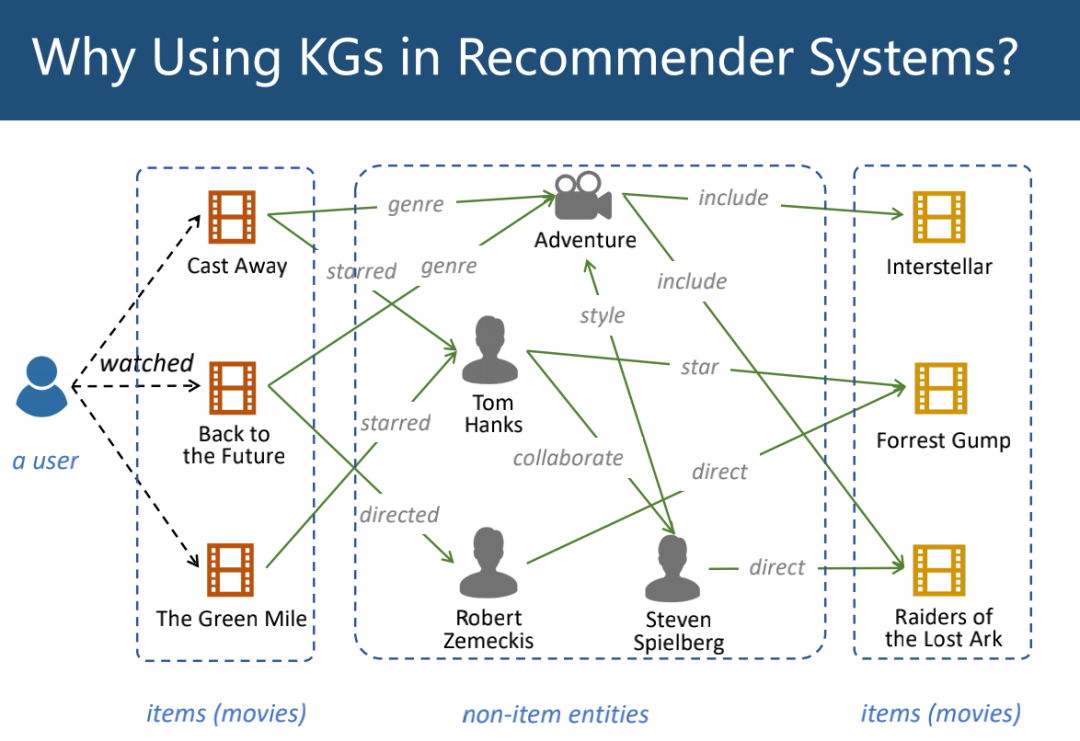 Why Using KGs in Recommender Systems?
genre
include
Adventure
Cast Away
starred
genre
include
Interstellar
style
watched
star
Tom
Hanks
starred
Back to
the Future
Forrest Gump
a user
collaborate
direct
directed
direct
The Green Mile
Robert
Zemeckis
Steven
Spielberg
Raiders of
the Lost Ark
items (movies)
non-item entities
items (movies)